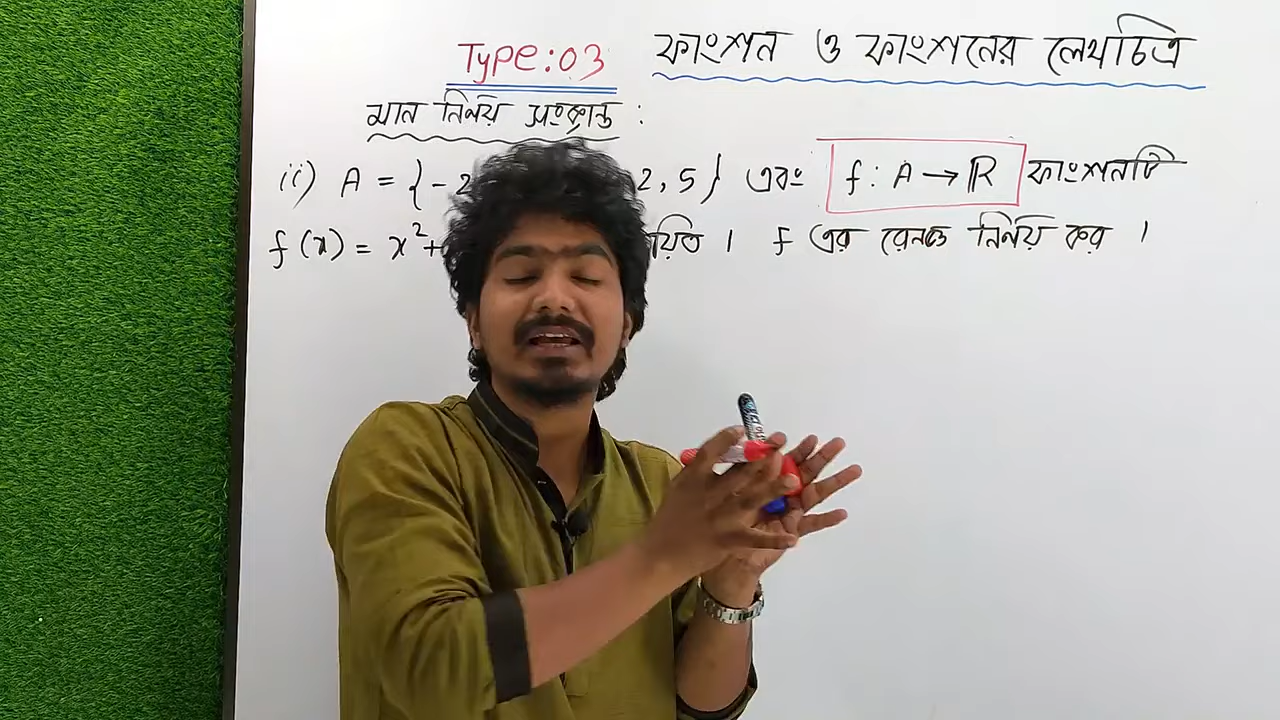 Type: 03 ফাংশন ও ফাংশনের লেখচিত্র
মান নির্ণয় সংক্রান্ত :
ii) A = {-2 2, 5} এবং f : A → ℝ ফাংশনটি
f (x) = x²+ য়িত । f এর রেনজ নির্ণয় কর ।